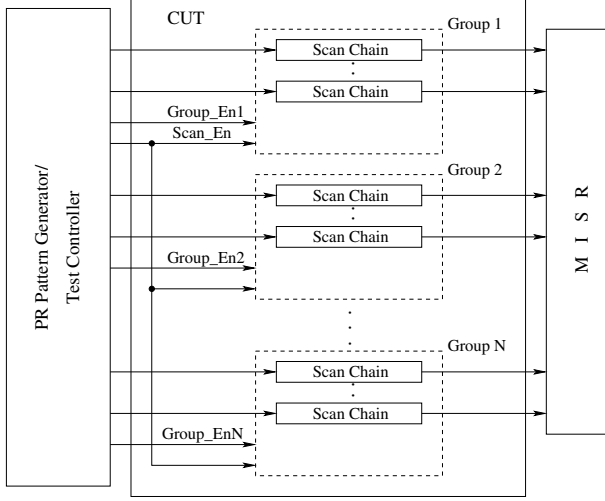 CUT
Group 1
Scan Chain
Scan Chain
Group_En1
Scan_En
Group 2
Scan Chain
Scan Chain
Group_En2
Group N
Scan Chain
Scan Chain
Group_EnN
PR Pattern Generator/
Test Controller
M I S R